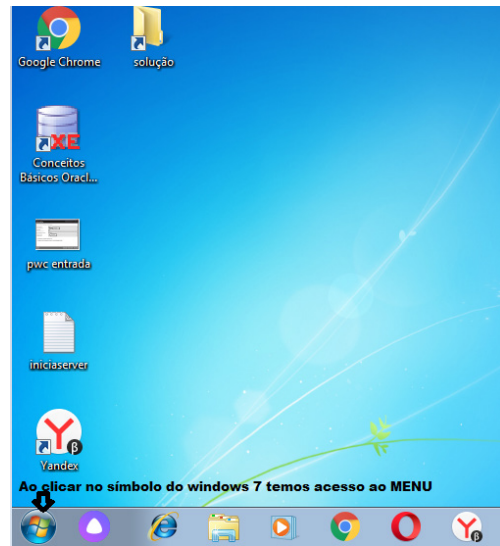 Google Chrome
solução
XE
Conceitos
Básicos Oracl...
pwc entrada
iniciaserver
Y β
Yandex
Ao clicar no símbolo do windows 7 temos acesso ao MENU